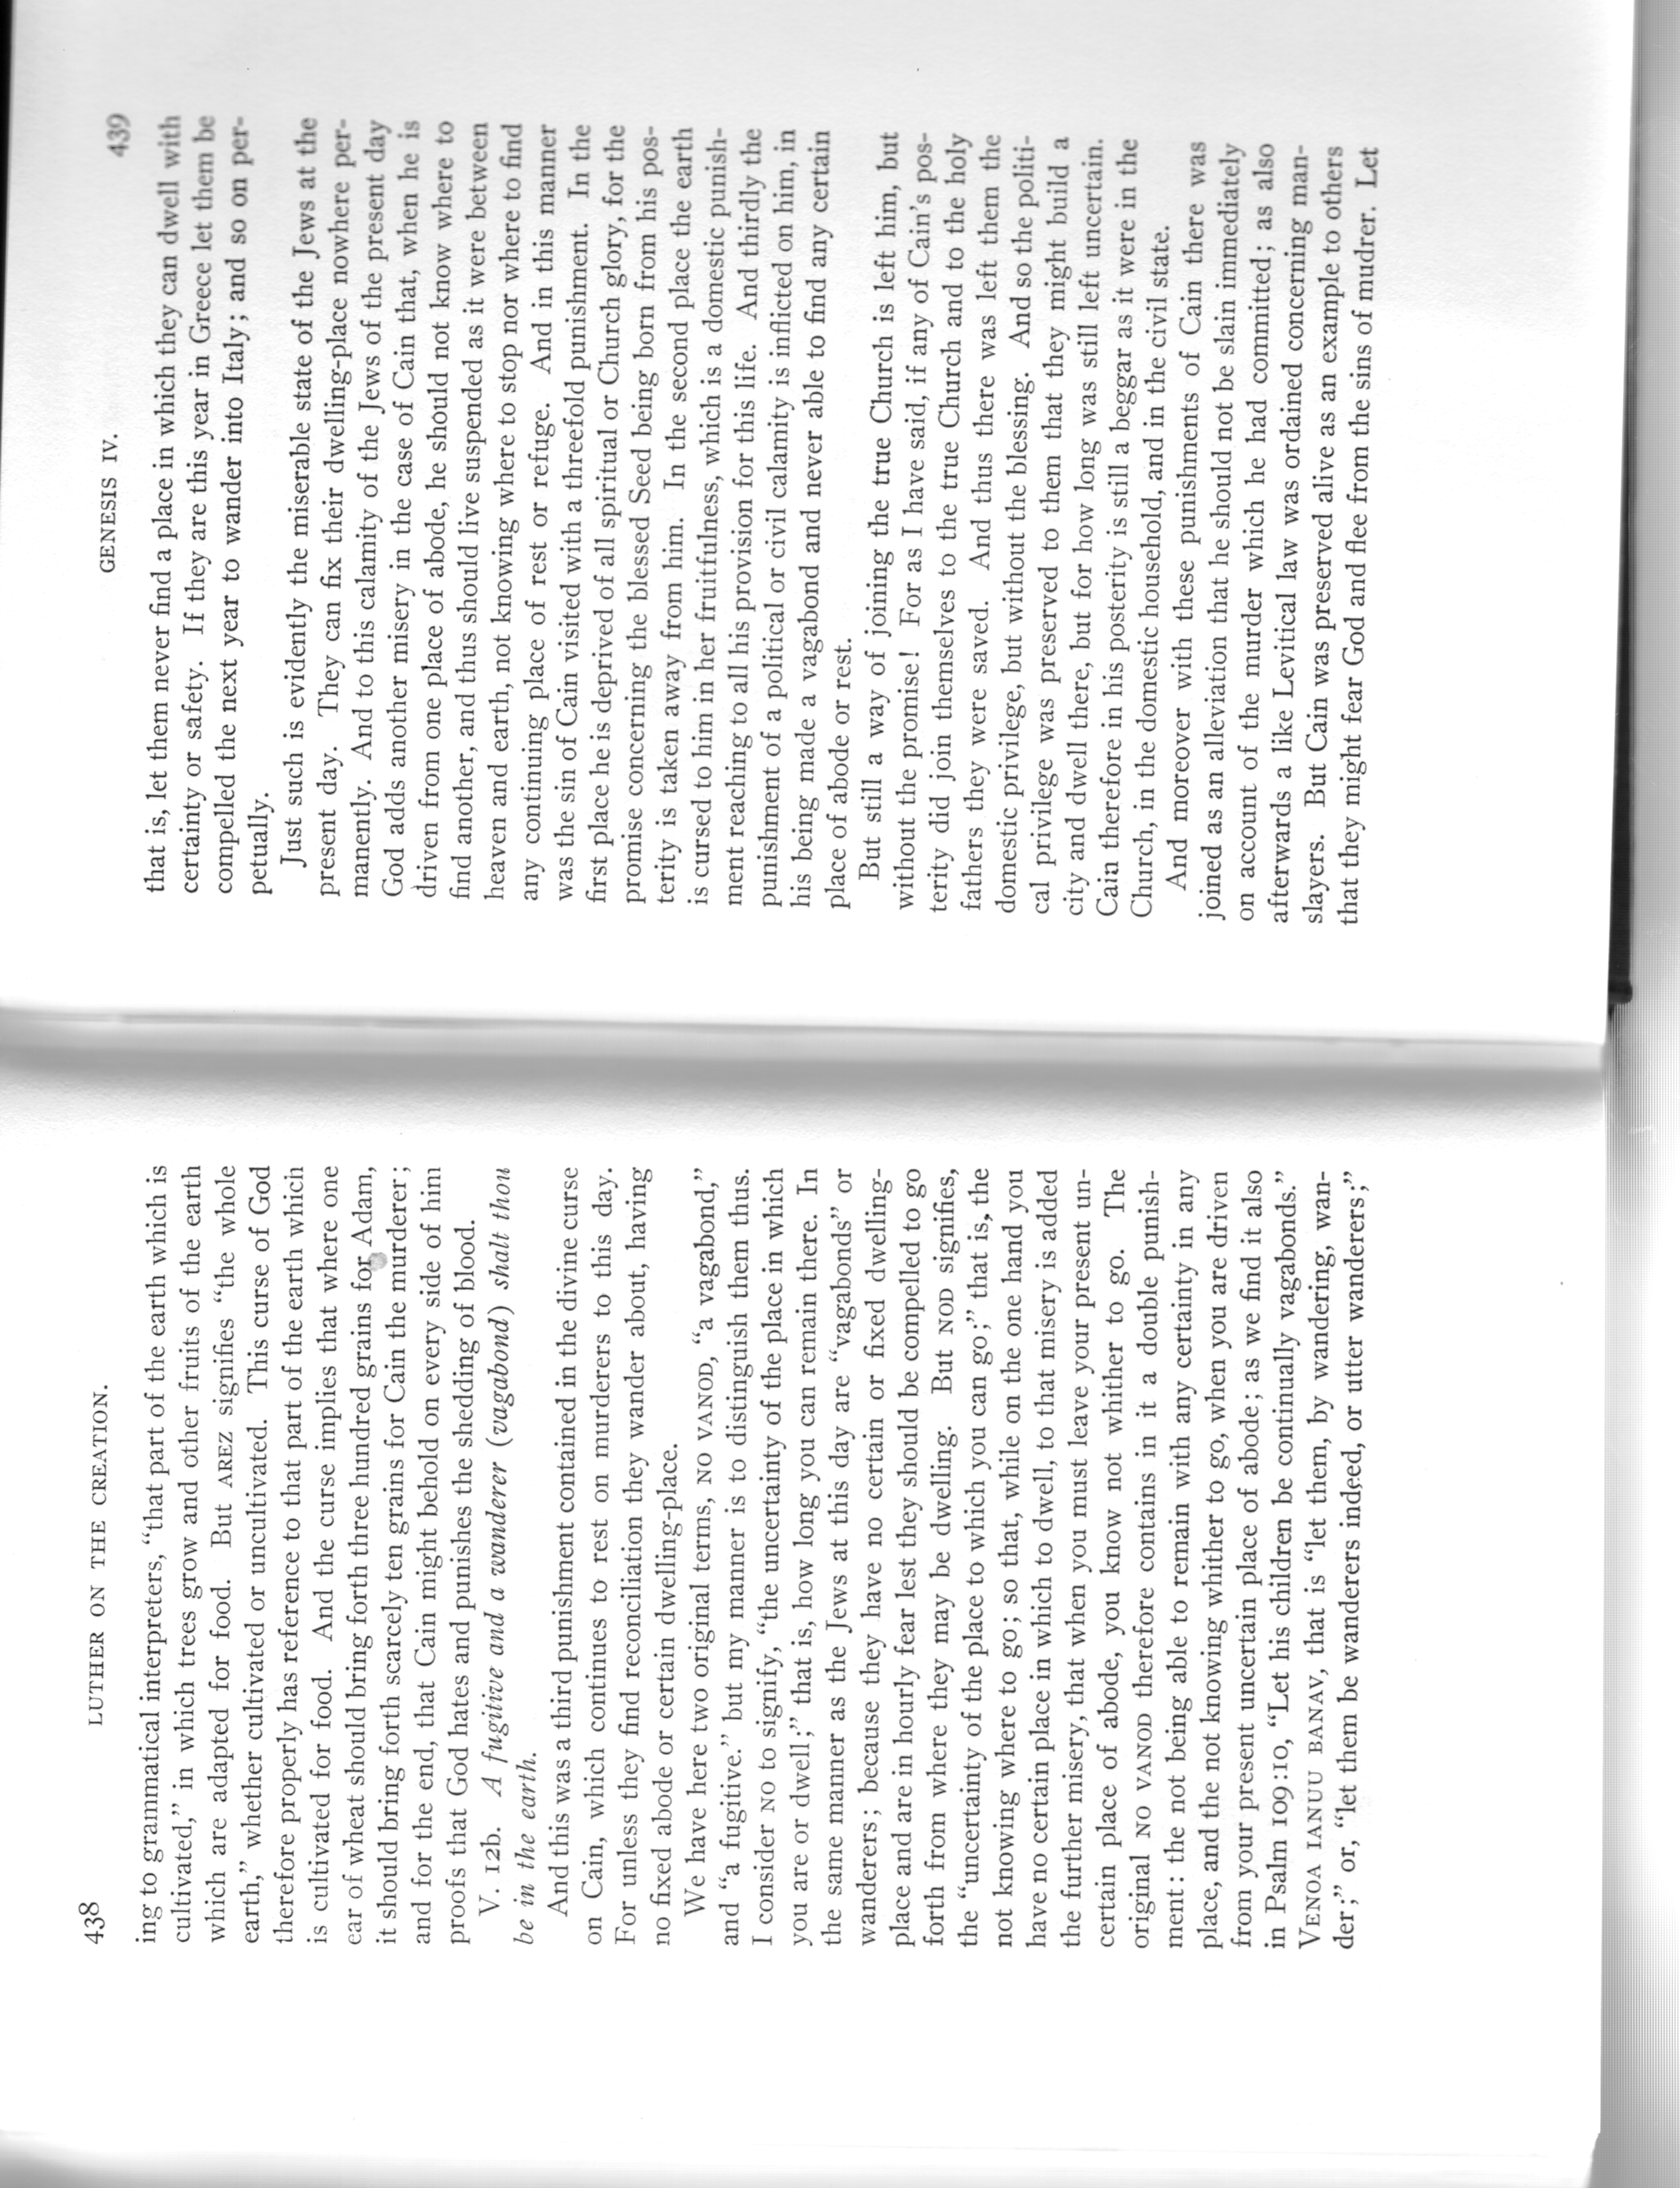 438
LUTHER ON THE CREATION.
ing to grammatical interpreters, “that part of the earth which is
cultivated,” in which trees grow and other fruits of the earth
which are adapted for food. But AREZ signifies “the whole
earth,” whether cultivated or uncultivated. This curse of God
therefore properly has reference to that part of the earth which
is cultivated for food. And the curse implies that where one
ear of wheat should bring forth three hundred grains for Adam,
it should bring forth scarcely ten grains for Cain the murderer;
and for the end, that Cain might behold on every side of him
proofs that God hates and punishes the shedding of blood.
V. 12b. A fugitive and a wanderer (vagabond) shalt thou
be in the earth.
And this was a third punishment contained in the divine curse
on Cain, which continues to rest on murderers to this day.
For unless they find reconciliation they wander about, having
no fixed abode or certain dwelling-place.
We have here two original terms, NO VANOD, “a vagabond,”
and “a fugitive.” but my manner is to distinguish them thus.
I consider NO to signify, “the uncertainty of the place in which
you are or dwell;” that is, how long you can remain there. In
the same manner as the Jews at this day are “vagabonds” or
wanderers; because they have no certain or fixed dwelling-
place and are in hourly fear lest they should be compelled to go
forth from where they may be dwelling. But NOD signifies,
the “uncertainty of the place to which you can go;” that is, the
not knowing where to go; so that, while on the one hand you
have no certain place in which to dwell, to that misery is added
the further misery, that when you must leave your present un-
certain place of abode, you know not whither to go. The
original NO VANOD therefore contains in it a double punish-
ment: the not being able to remain with any certainty in any
place, and the not knowing whither to go, when you are driven
from your present uncertain place of abode; as we find it also
in Psalm 109:10, “Let his children be continually vagabonds.”
VENOA IANUU BANAV, that is “let them, by wandering, wan-
der;” or, “let them be wanderers indeed, or utter wanderers;”
GENESIS IV.
439
that is, let them never find a place in which they can dwell with
certainty or safety. If they are this year in Greece let them be
compelled the next year to wander into Italy; and so on per-
petually.
Just such is evidently the miserable state of the Jews at the
present day. They can fix their dwelling-place nowhere per-
manently. And to this calamity of the Jews of the present day
God adds another misery in the case of Cain that, when he is
driven from one place of abode, he should not know where to
find another, and thus should live suspended as it were between
heaven and earth, not knowing where to stop nor where to find
any continuing place of rest or refuge. And in this manner
was the sin of Cain visited with a threefold punishment. In the
first place he is deprived of all spiritual or Church glory, for the
promise concerning the blessed Seed being born from his pos-
terity is taken away from him. In the second place the earth
is cursed to him in her fruitfulness, which is a domestic punish-
ment reaching to all his provision for this life. And thirdly the
punishment of a political or civil calamity is inflicted on him, in
his being made a vagabond and never able to find any certain
place of abode or rest.
But still a way of joining the true Church is left him, but
without the promise! For as I have said, if any of Cain’s pos-
terity did join themselves to the true Church and to the holy
fathers they were saved. And thus there was left them the
domestic privilege, but without the blessing. And so the politi-
cal privilege was preserved to them that they might build a
city and dwell there, but for how long was still left uncertain.
Cain therefore in his posterity is still a beggar as it were in the
Church, in the domestic household, and in the civil state.
And moreover with these punishments of Cain there was
joined as an alleviation that he should not be slain immediately
on account of the murder which he had committed; as also
afterwards a like Levitical law was ordained concerning man-
slayers. But Cain was preserved alive as an example to others
that they might fear God and flee from the sins of mudrer. Let